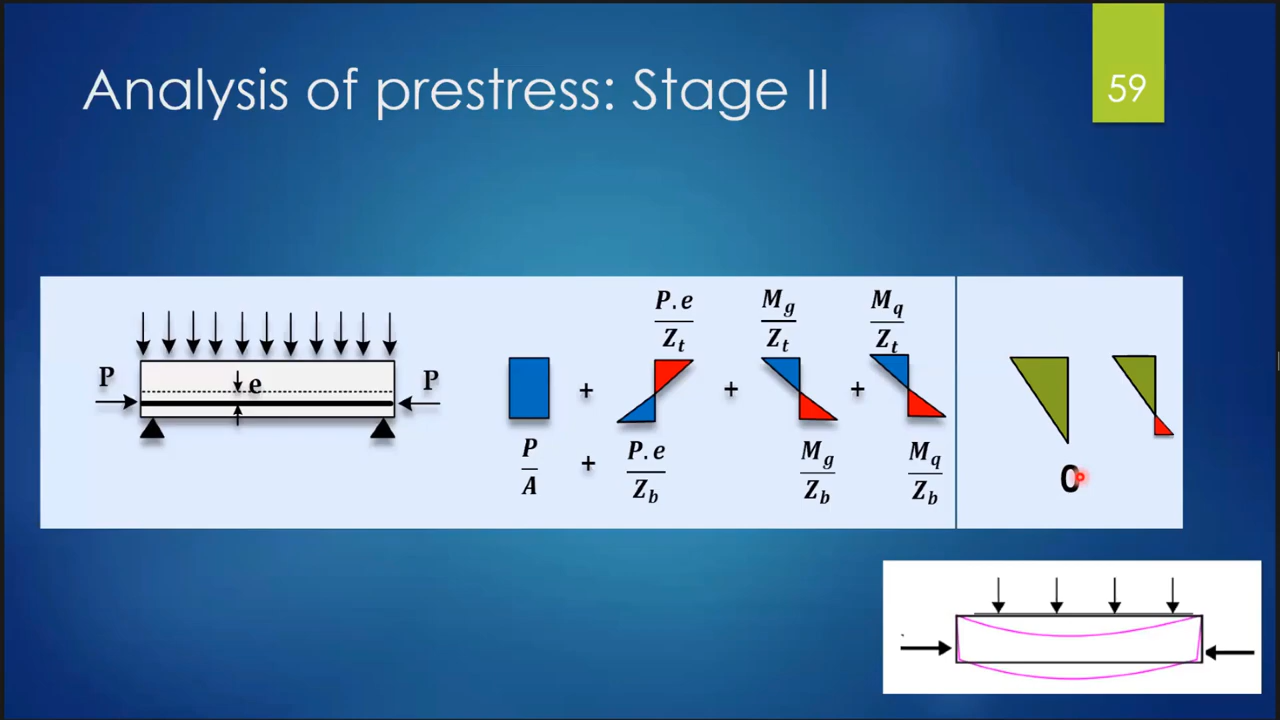 Analysis of prestress: Stage II
59
P
e
P
P.e/Z_t
M_g/Z_t
M_q/Z_t
+ + +
P/A + P.e/Z_b
M_g/Z_b
M_q/Z_b
0